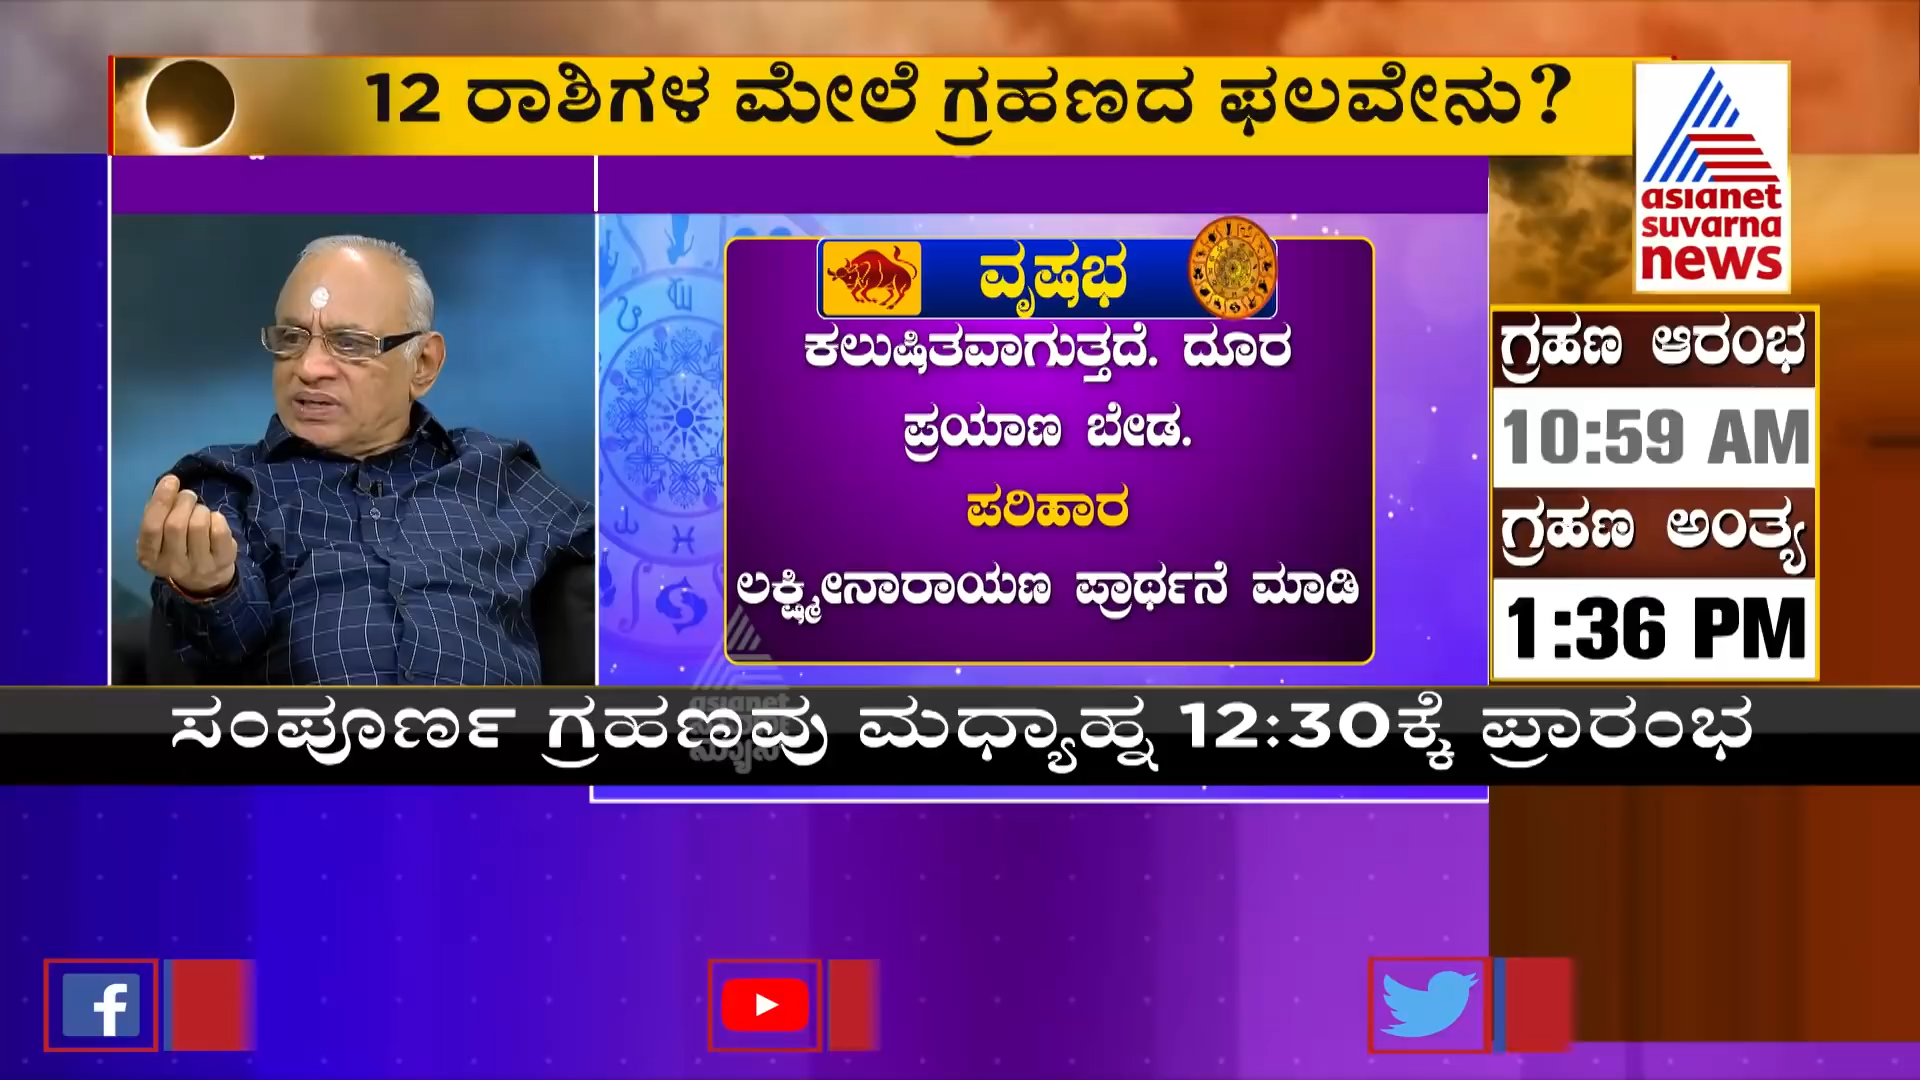 12 ರಾಶಿಗಳ ಮೇಲೆ ಗ್ರಹಣದ ಫಲವೇನು?
asianet
suvarna
news
ವೃಷಭ
ಕಲುಷಿತವಾಗುತ್ತದೆ. ದೂರ
ಪ್ರಯಾಣ ಬೇಡ.
ಪರಿಹಾರ
ಲಕ್ಷ್ಮೀನಾರಾಯಣ ಪ್ರಾರ್ಥನೆ ಮಾಡಿ
ಗ್ರಹಣ ಆರಂಭ
10:59 AM
ಗ್ರಹಣ ಅಂತ್ಯ
1:36 PM
ಸಂಪೂರ್ಣ ಗ್ರಹಣವು ಮಧ್ಯಾಹ್ನ 12:30ಕ್ಕೆ ಪ್ರಾರಂಭ